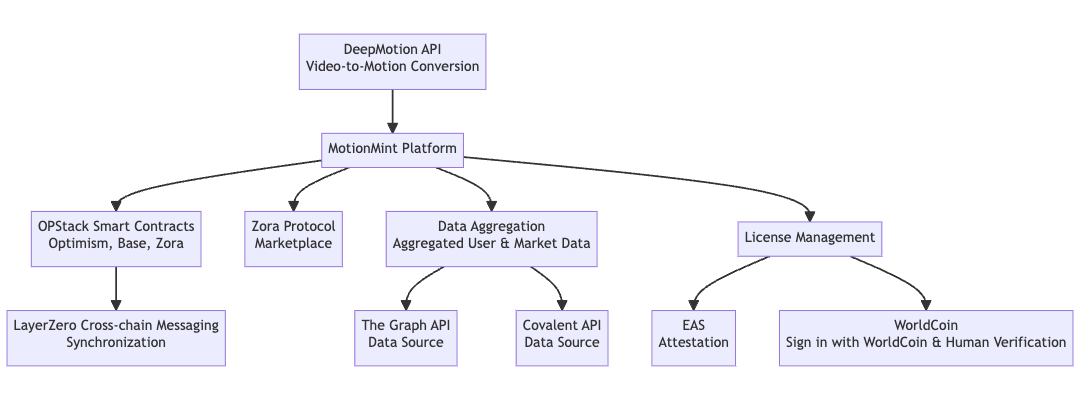 DeepMotion API
Video-to-Motion Conversion
MotionMint Platform
OPStack Smart Contracts
Optimism, Base, Zora
Zora Protocol
Marketplace
Data Aggregation
Aggregated User & Market Data
License Management
LayerZero Cross-chain Messaging
Synchronization
The Graph API
Data Source
Covalent API
Data Source
EAS
Attestation
WorldCoin
Sign in with WorldCoin & Human Verification